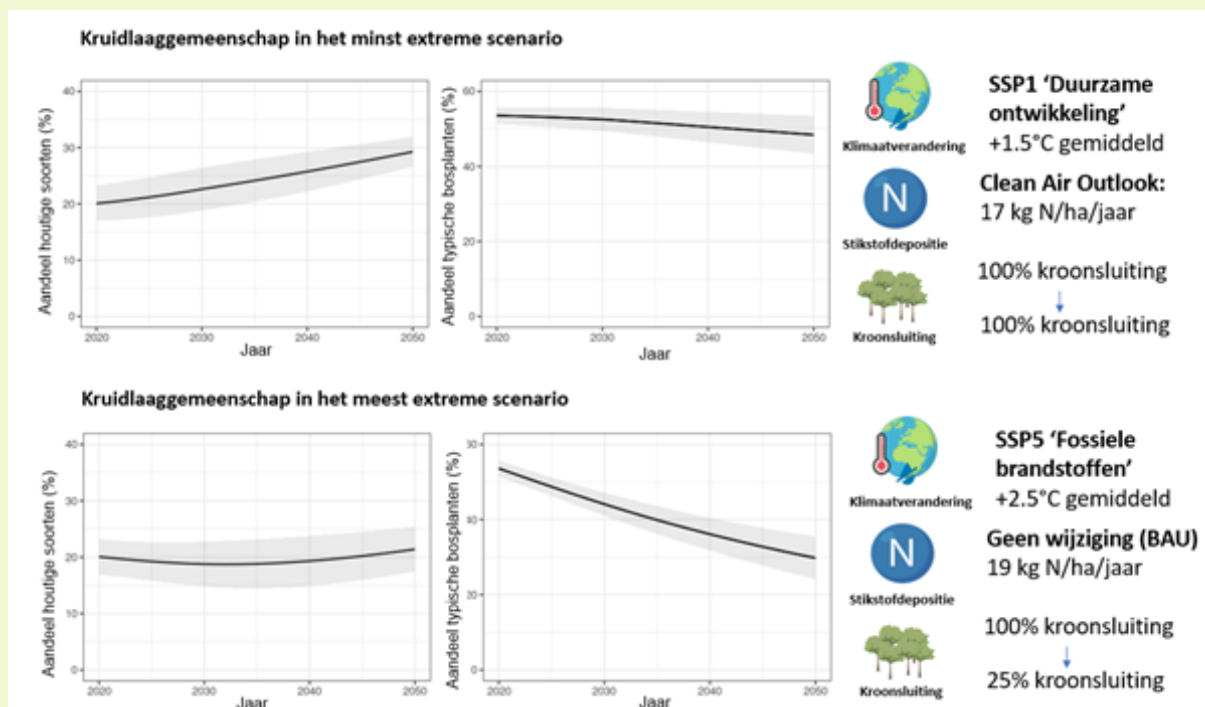 Kruidlaaggemeenschap in het minst extreme scenario
Aandeel houtige soorten (%)
40
30
20
10
0
2020
2030
2040
2050
Jaar
Aandeel typische bosplanten (%)
60
40
20
0
2020
2030
2040
2050
Jaar
Klimaatverandering
SSP1 'Duurzame
ontwikkeling'
+1.5°C gemiddeld
N
Stikstofdepositie
Clean Air Outlook:
17 kg N/ha/jaar
Kroonsluiting
100% kroonsluiting
100% kroonsluiting
Kruidlaaggemeenschap in het meest extreme scenario
Aandeel houtige soorten (%)
40
30
20
10
0
2020
2030
2040
2050
Jaar
Aandeel typische bosplanten (%)
40
20
0
2020
2030
2040
2050
Jaar
Klimaatverandering
SSP5 'Fossiele
brandstoffen'
+2.5°C gemiddeld
N
Stikstofdepositie
Geen wijziging (BAU)
19 kg N/ha/jaar
Kroonsluiting
100% kroonsluiting
25% kroonsluiting